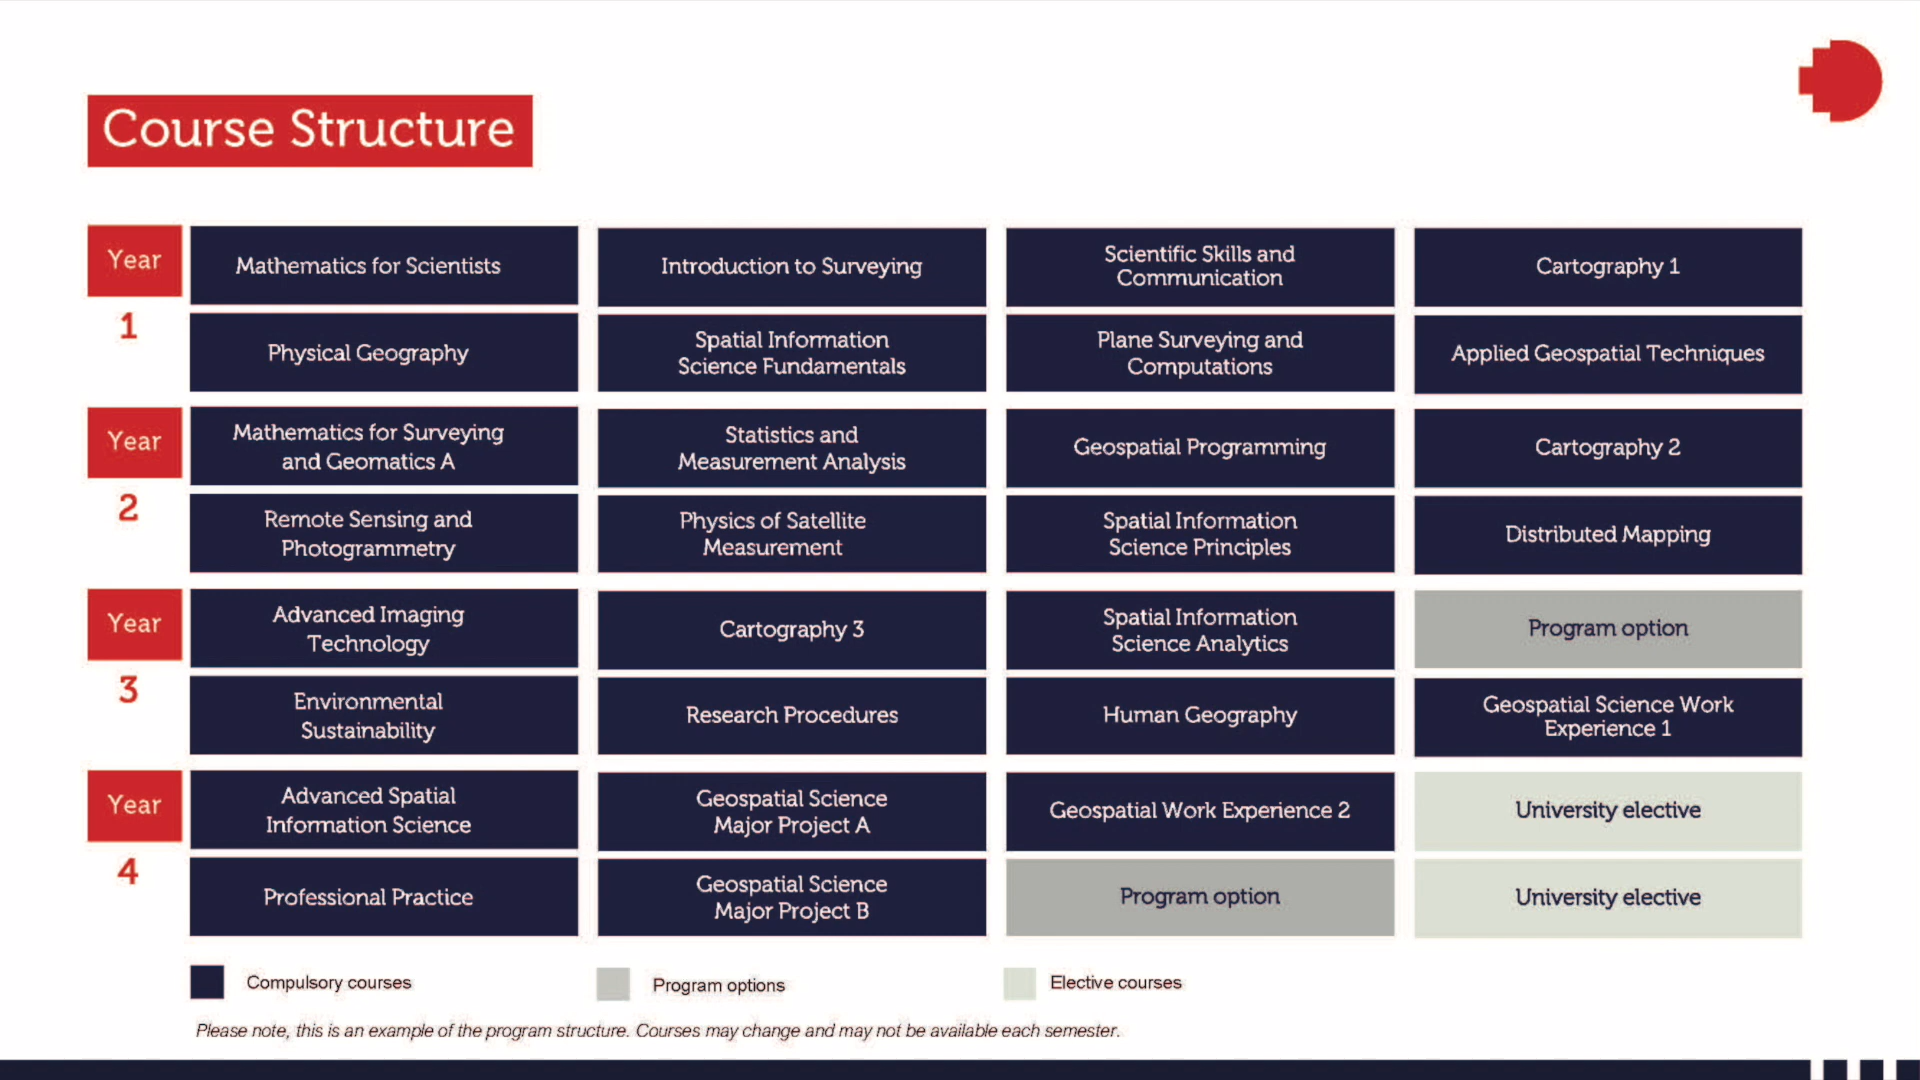 Course Structure
Year
1
Mathematics for Scientists
Introduction to Surveying
Scientific Skills and
Communication
Cartography 1
Physical Geography
Spatial Information
Science Fundamentals
Plane Surveying and
Computations
Applied Geospatial Techniques
Year
2
Mathematics for Surveying
and Geomatics A
Statistics and
Measurement Analysis
Geospatial Programming
Cartography 2
Remote Sensing and
Photogrammetry
Physics of Satellite
Measurement
Spatial Information
Science Principles
Distributed Mapping
Year
3
Advanced Imaging
Technology
Cartography 3
Spatial Information
Science Analytics
Program option
Environmental
Sustainability
Research Procedures
Human Geography
Geospatial Science Work
Experience 1
Year
4
Advanced Spatial
Information Science
Geospatial Science
Major Project A
Geospatial Work Experience 2
University elective
Professional Practice
Geospatial Science
Major Project B
Program option
University elective
Compulsory courses
Program options
Elective courses
Please note, this is an example of the program structure. Courses may change and may not be available each semester.